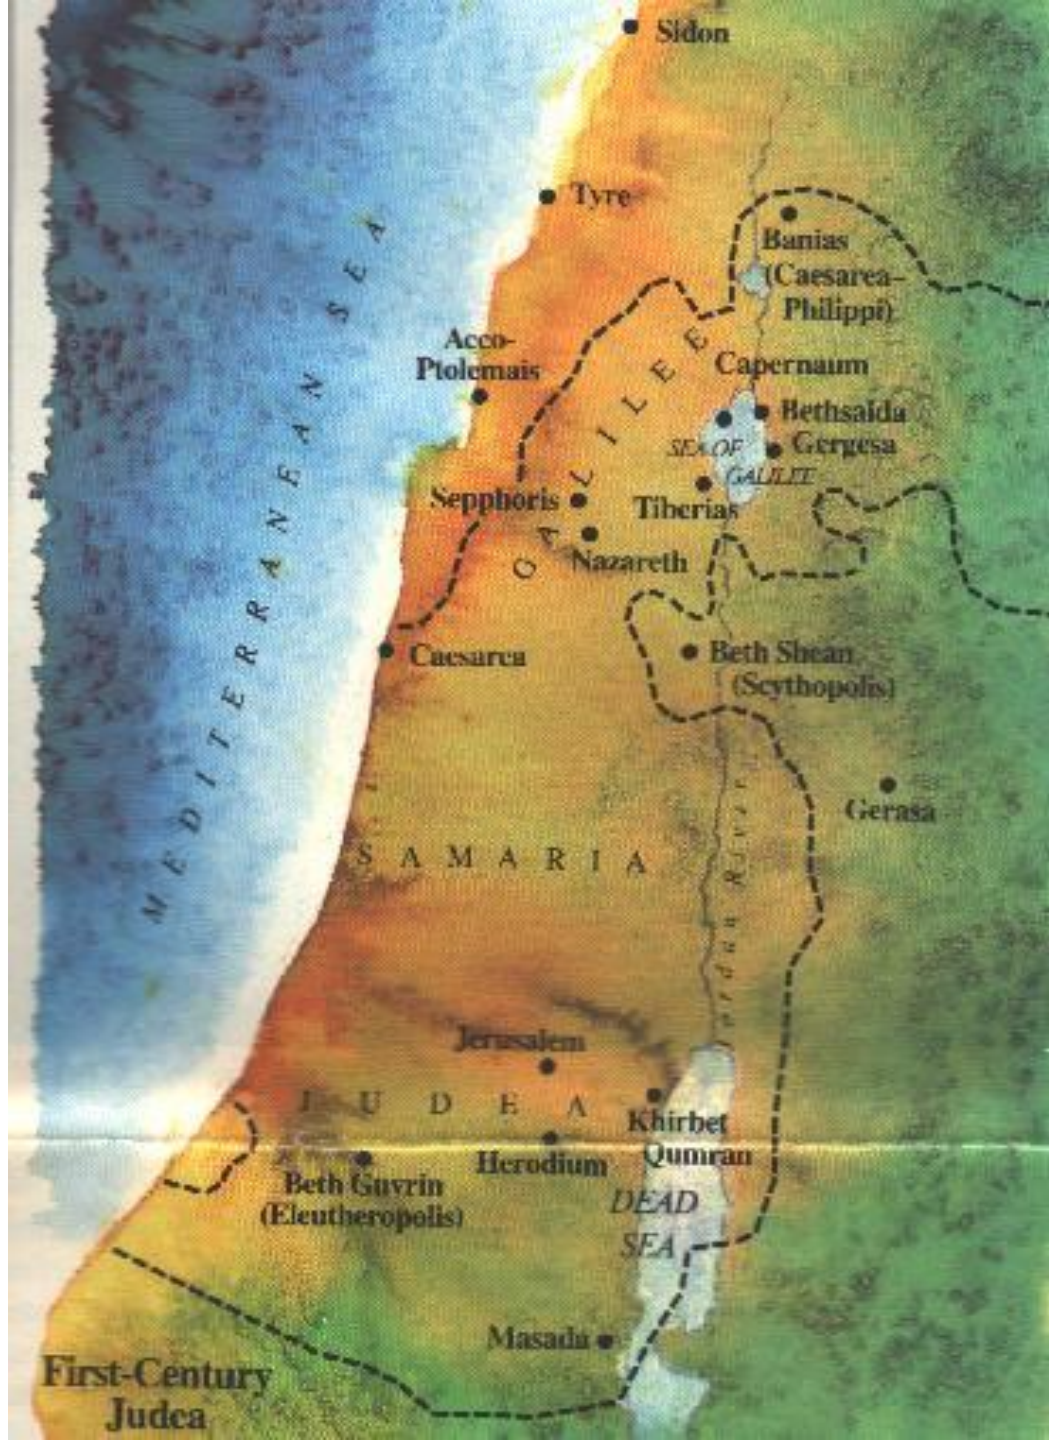 Sidon
Tyre
Banias
(Caesarea-
Philippi)
MEDITERRANEAN SEA
Acco-
Ptolemais
GALILEE
Capernaum
Bethsaida
SEA OF
GALILEE
Gergesa
Sepphoris
Tiberias
Nazareth
Caesarea
Beth Shean
(Scythopolis)
Gerasa
SAMARIA
Jordan River
Jerusalem
JUDEA
Khirbet
Qumran
Herodium
Beth Guvrin
(Eleutheropolis)
DEAD
SEA
Masada
First-Century
Judea